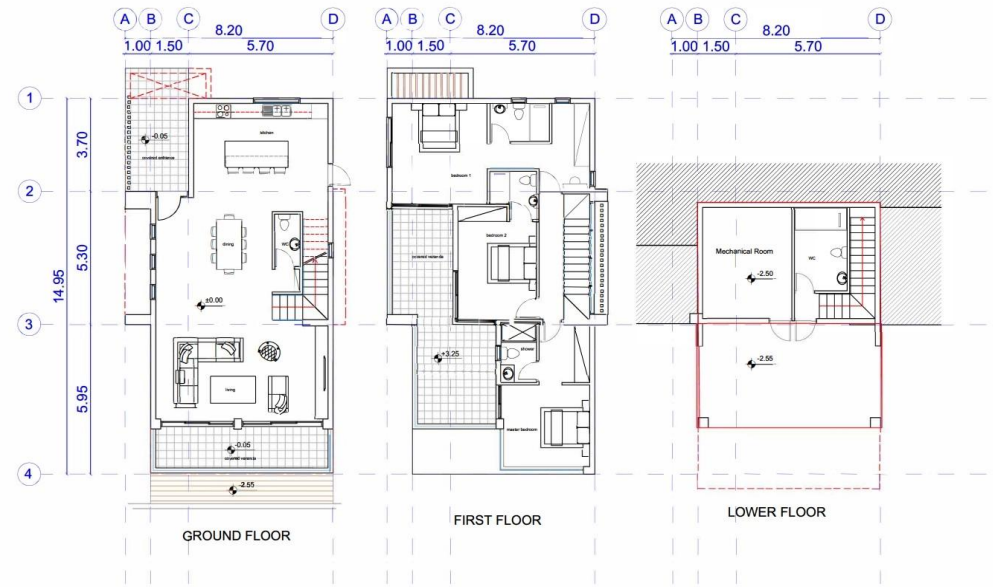 A B C D
8.20
1.00 1.50 5.70
A B C D
8.20
1.00 1.50 5.70
A B C D
8.20
1.00 1.50 5.70
1
2
3
4
3.70
5.30
5.95
14.95
-0.05
covered entrance
kitchen
dining
WC
±0.00
living
-0.05
covered veranda
-2.55
GROUND FLOOR
bedroom 1
bedroom 2
covered veranda
+3.25
shower
master bedroom
FIRST FLOOR
Mechanical Room
-2.50
WC
-2.55
LOWER FLOOR